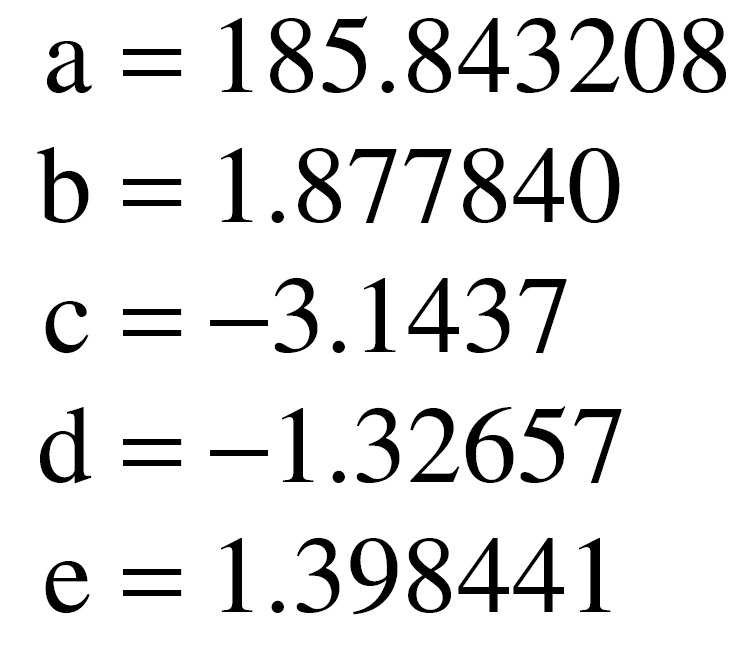 a = 185.843208
b = 1.877840
c = −3.1437
d = −1.32657
e = 1.398441